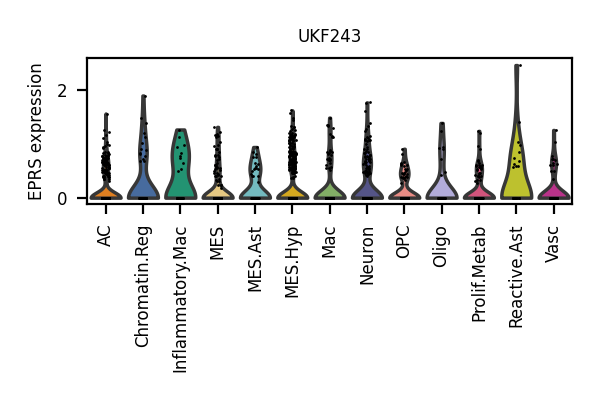 UKF243
EPRS expression
2
0
AC
Chromatin.Reg
Inflammatory.Mac
MES
MES.Ast
MES.Hyp
Mac
Neuron
OPC
Oligo
Prolif.Metab
Reactive.Ast
Vasc